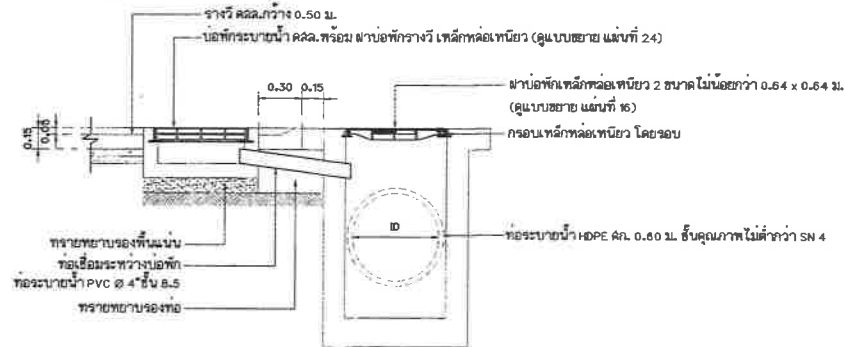 รางวี คสล.กว้าง 0.50 ม.
บ่อพักระบายน้ำ คสล.พร้อม ฝาบ่อพักรางวี เหล็กหล่อเหนียว (ดูแบบขยาย แผ่นที่ 24)
0.30 0.15
ฝาบ่อพักเหล็กหล่อเหนียว 2 ขนาดไม่น้อยกว่า 0.64 x 0.64 ม.
(ดูแบบขยาย แผ่นที่ 16)
กรอบเหล็กหล่อเหนียว โดยรอบ
0.15 0.05
ID
ท่อระบายน้ำ HDPE ศก. 0.60 ม. ชั้นคุณภาพไม่ต่ำกว่า SN 4
ทรายหยาบรองพื้นแน่น
ท่อเชื่อมระหว่างบ่อพัก
ท่อระบายน้ำ PVC Ø 4" ชั้น 8.5
ทรายหยาบรองท่อ